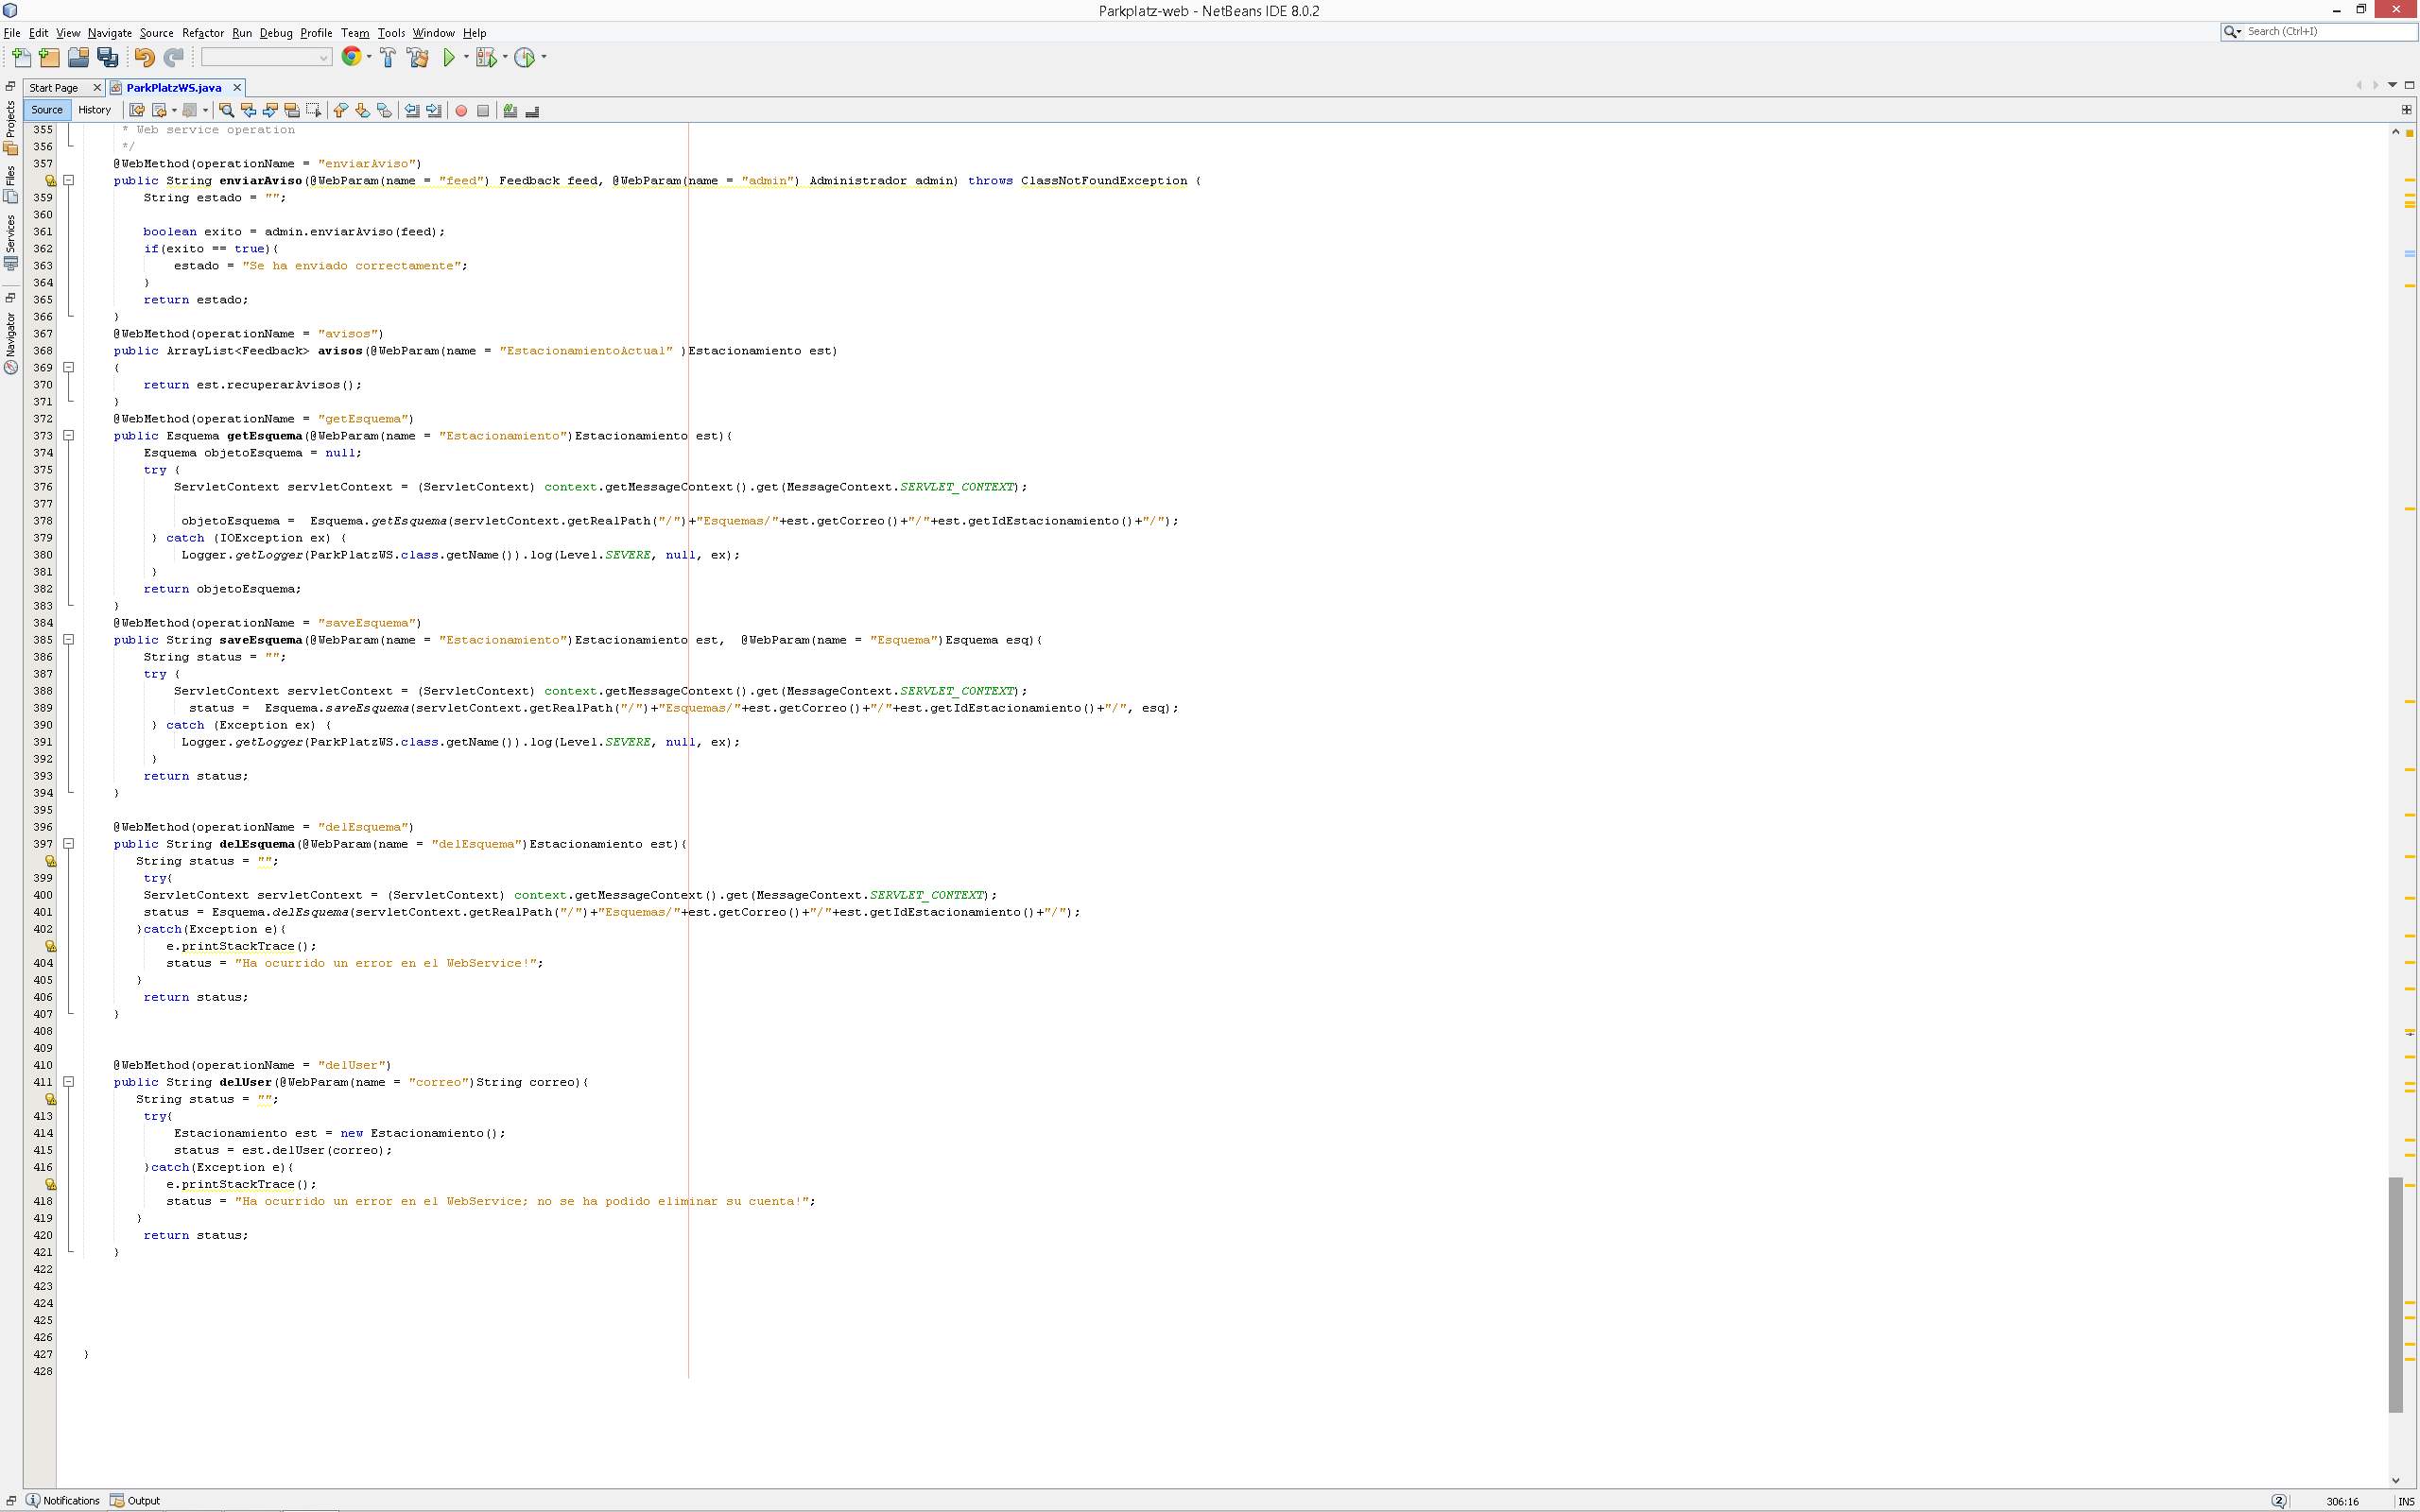 Parkplatz-web - NetBeans IDE 8.0.2
File Edit View Navigate Source Refactor Run Debug Profile Team Tools Window Help
Search (Ctrl+I)
Start Page ParkPlatzWS.java
Source History
Projects
Files
Services
Navigator
355 * Web service operation
356 */
357 @WebMethod(operationName = "enviarAviso")
public String enviarAviso(@WebParam(name = "feed") Feedback feed, @WebParam(name = "admin") Administrador admin) throws ClassNotFoundException {
359 String estado = "";
360
361 boolean exito = admin.enviarAviso(feed);
362 if(exito == true){
363 estado = "Se ha enviado correctamente";
364 }
365 return estado;
366 }
367 @WebMethod(operationName = "avisos")
368 public ArrayList<Feedback> avisos(@WebParam(name = "EstacionamientoActual" )Estacionamiento est)
369 {
370 return est.recuperarAvisos();
371 }
372 @WebMethod(operationName = "getEsquema")
373 public Esquema getEsquema(@WebParam(name = "Estacionamiento")Estacionamiento est){
374 Esquema objetoEsquema = null;
375 try {
376 ServletContext servletContext = (ServletContext) context.getMessageContext().get(MessageContext.SERVLET_CONTEXT);
377
378 objetoEsquema = Esquema.getEsquema(servletContext.getRealPath("/")+"Esquemas/"+est.getCorreo()+"/"+est.getIdEstacionamiento()+"/");
379 } catch (IOException ex) {
380 Logger.getLogger(ParkPlatzWS.class.getName()).log(Level.SEVERE, null, ex);
381 }
382 return objetoEsquema;
383 }
384 @WebMethod(operationName = "saveEsquema")
385 public String saveEsquema(@WebParam(name = "Estacionamiento")Estacionamiento est, @WebParam(name = "Esquema")Esquema esq){
386 String status = "";
387 try {
388 ServletContext servletContext = (ServletContext) context.getMessageContext().get(MessageContext.SERVLET_CONTEXT);
389 status = Esquema.saveEsquema(servletContext.getRealPath("/")+"Esquemas/"+est.getCorreo()+"/"+est.getIdEstacionamiento()+"/", esq);
390 } catch (Exception ex) {
391 Logger.getLogger(ParkPlatzWS.class.getName()).log(Level.SEVERE, null, ex);
392 }
393 return status;
394 }
395
396 @WebMethod(operationName = "delEsquema")
397 public String delEsquema(@WebParam(name = "delEsquema")Estacionamiento est){
String status = "";
399 try{
400 ServletContext servletContext = (ServletContext) context.getMessageContext().get(MessageContext.SERVLET_CONTEXT);
401 status = Esquema.delEsquema(servletContext.getRealPath("/")+"Esquemas/"+est.getCorreo()+"/"+est.getIdEstacionamiento()+"/");
402 }catch(Exception e){
e.printStackTrace();
404 status = "Ha ocurrido un error en el WebService!";
405 }
406 return status;
407 }
408
409
410 @WebMethod(operationName = "delUser")
411 public String delUser(@WebParam(name = "correo")String correo){
String status = "";
413 try{
414 Estacionamiento est = new Estacionamiento();
415 status = est.delUser(correo);
416 }catch(Exception e){
e.printStackTrace();
418 status = "Ha ocurrido un error en el WebService; no se ha podido eliminar su cuenta!";
419 }
420 return status;
421 }
422
423
424
425
426
427 }
428
Notifications Output
2 306:16 INS